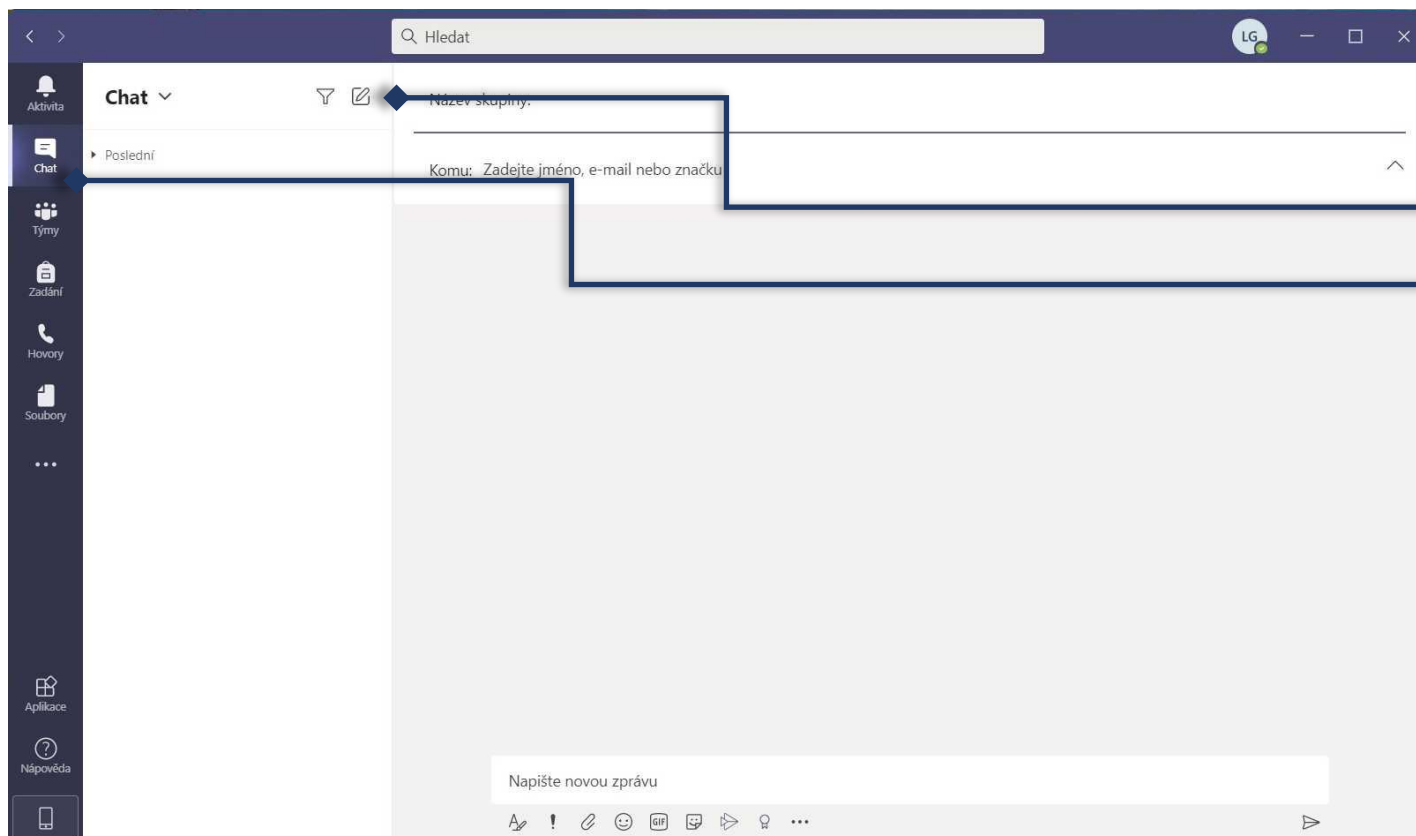 Hledat
LG
Aktivita
Chat
Název skupiny:
Chat
Poslední
Komu: Zadejte jméno, e-mail nebo značku
Týmy
Zadání
Hovory
Soubory
Aplikace
Nápověda
Napište novou zprávu
GIF